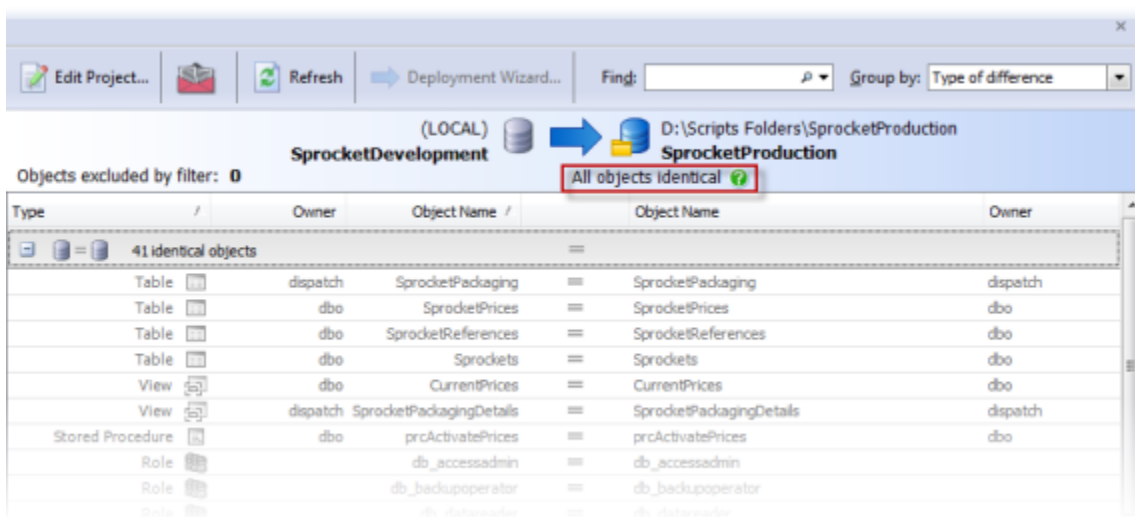 Edit Project... Refresh Deployment Wizard... Find: Group by: Type of difference
(LOCAL) D:\Scripts Folders\SprocketProduction
SprocketDevelopment SprocketProduction
Objects excluded by filter: 0 All objects identical
Type Owner Object Name Object Name Owner
= 41 identical objects =
Table dispatch SprocketPackaging = SprocketPackaging dispatch
Table dbo SprocketPrices = SprocketPrices dbo
Table dbo SprocketReferences = SprocketReferences dbo
Table dbo Sprockets = Sprockets dbo
View dbo CurrentPrices = CurrentPrices dbo
View dispatch SprocketPackagingDetails = SprocketPackagingDetails dispatch
Stored Procedure dbo prcActivatePrices = prcActivatePrices dbo
Role db_accessadmin = db_accessadmin
Role db_backupoperator = db_backupoperator
Role db_datareader = db_datareader